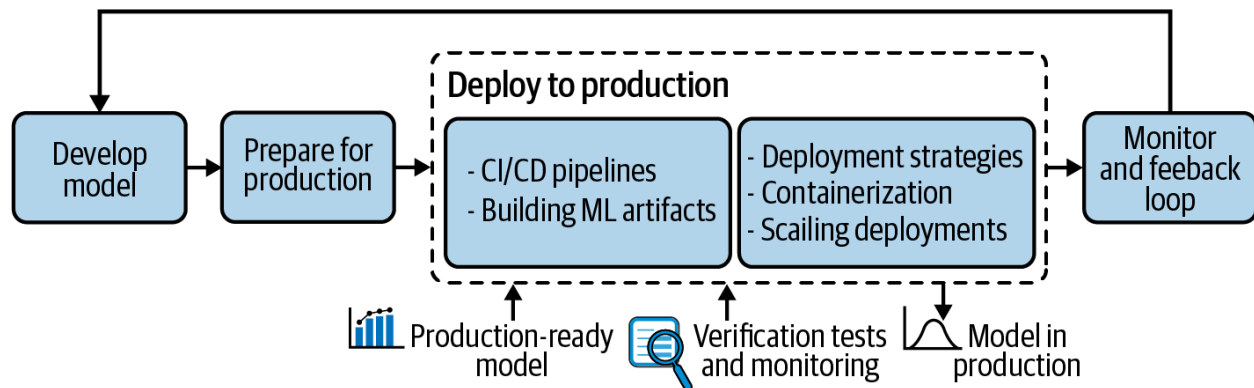 Deploy to production
Develop
model
Prepare for
production
- CI/CD pipelines
- Building ML artifacts
- Deployment strategies
- Containerization
- Scailing deployments
Monitor
and feeback
loop
Production-ready
model
Verification tests
and monitoring
Model in
production